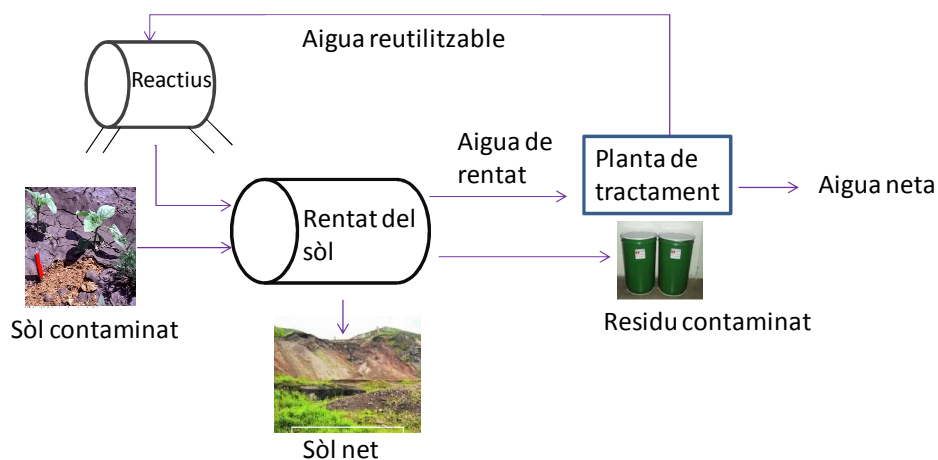 Aigua reutilitzable
Reactius
Aigua de
rentat
Planta de
tractament
Aigua neta
Rentat del
sòl
Sòl contaminat
Residu contaminat
Sòl net